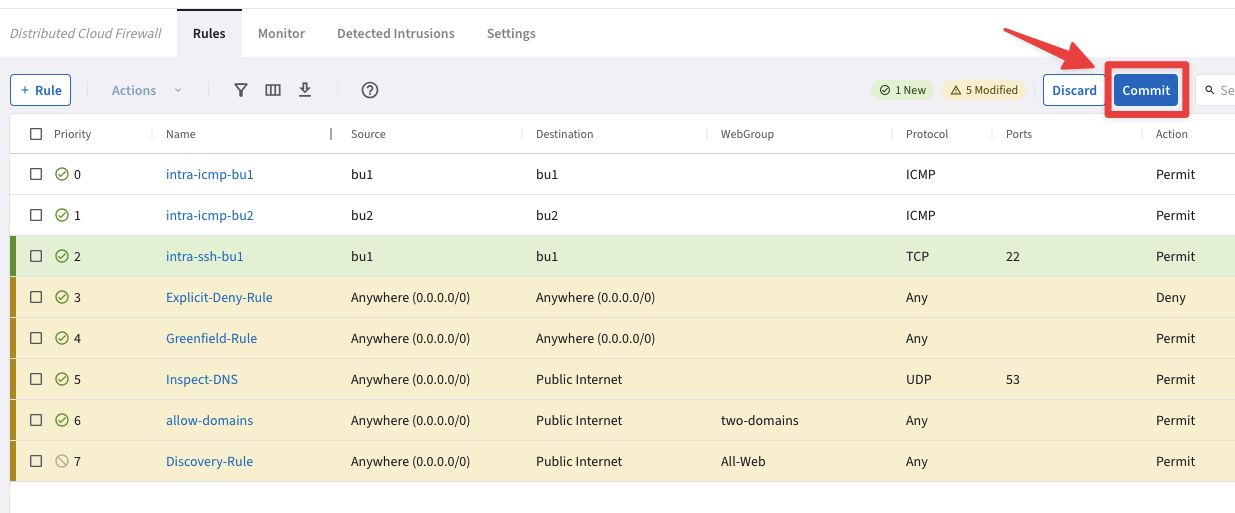 Distributed Cloud Firewall Rules Monitor Detected Intrusions Settings
+ Rule Actions 1 New 5 Modified Discard Commit Se
Priority Name Source Destination WebGroup Protocol Ports Action
0 intra-icmp-bu1 bu1 bu1 ICMP Permit
1 intra-icmp-bu2 bu2 bu2 ICMP Permit
2 intra-ssh-bu1 bu1 bu1 TCP 22 Permit
3 Explicit-Deny-Rule Anywhere (0.0.0.0/0) Anywhere (0.0.0.0/0) Any Deny
4 Greenfield-Rule Anywhere (0.0.0.0/0) Anywhere (0.0.0.0/0) Any Permit
5 Inspect-DNS Anywhere (0.0.0.0/0) Public Internet UDP 53 Permit
6 allow-domains Anywhere (0.0.0.0/0) Public Internet two-domains Any Permit
7 Discovery-Rule Anywhere (0.0.0.0/0) Public Internet All-Web Any Permit